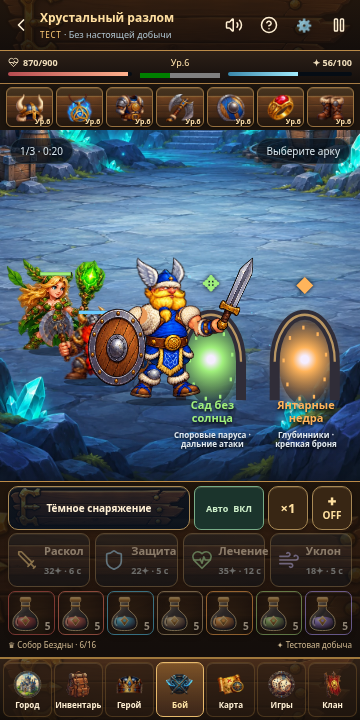 Хрустальный разлом
ТЕСТ · Без настоящей добычи
870/900
Ур.6
56/100
Ур.6
Ур.6
Ур.6
Ур.6
Ур.6
Ур.6
Ур.6
1/3 · 0:20
Выберите арку
Сад без солнца
Споровые паруса · дальние атаки
Янтарные недра
Глубинники · крепкая броня
Тёмное снаряжение
Авто ВКЛ
×1
+
OFF
Раскол
32✦ · 6 с
Защита
22✦ · 5 с
Лечение
35✦ · 12 с
Уклон
18✦ · 5 с
5
5
5
5
5
5
5
♛ Собор Бездны · 6/16
✦ Тестовая добыча
Город
Инвентарь
Герой
Бой
Карта
Игры
Клан